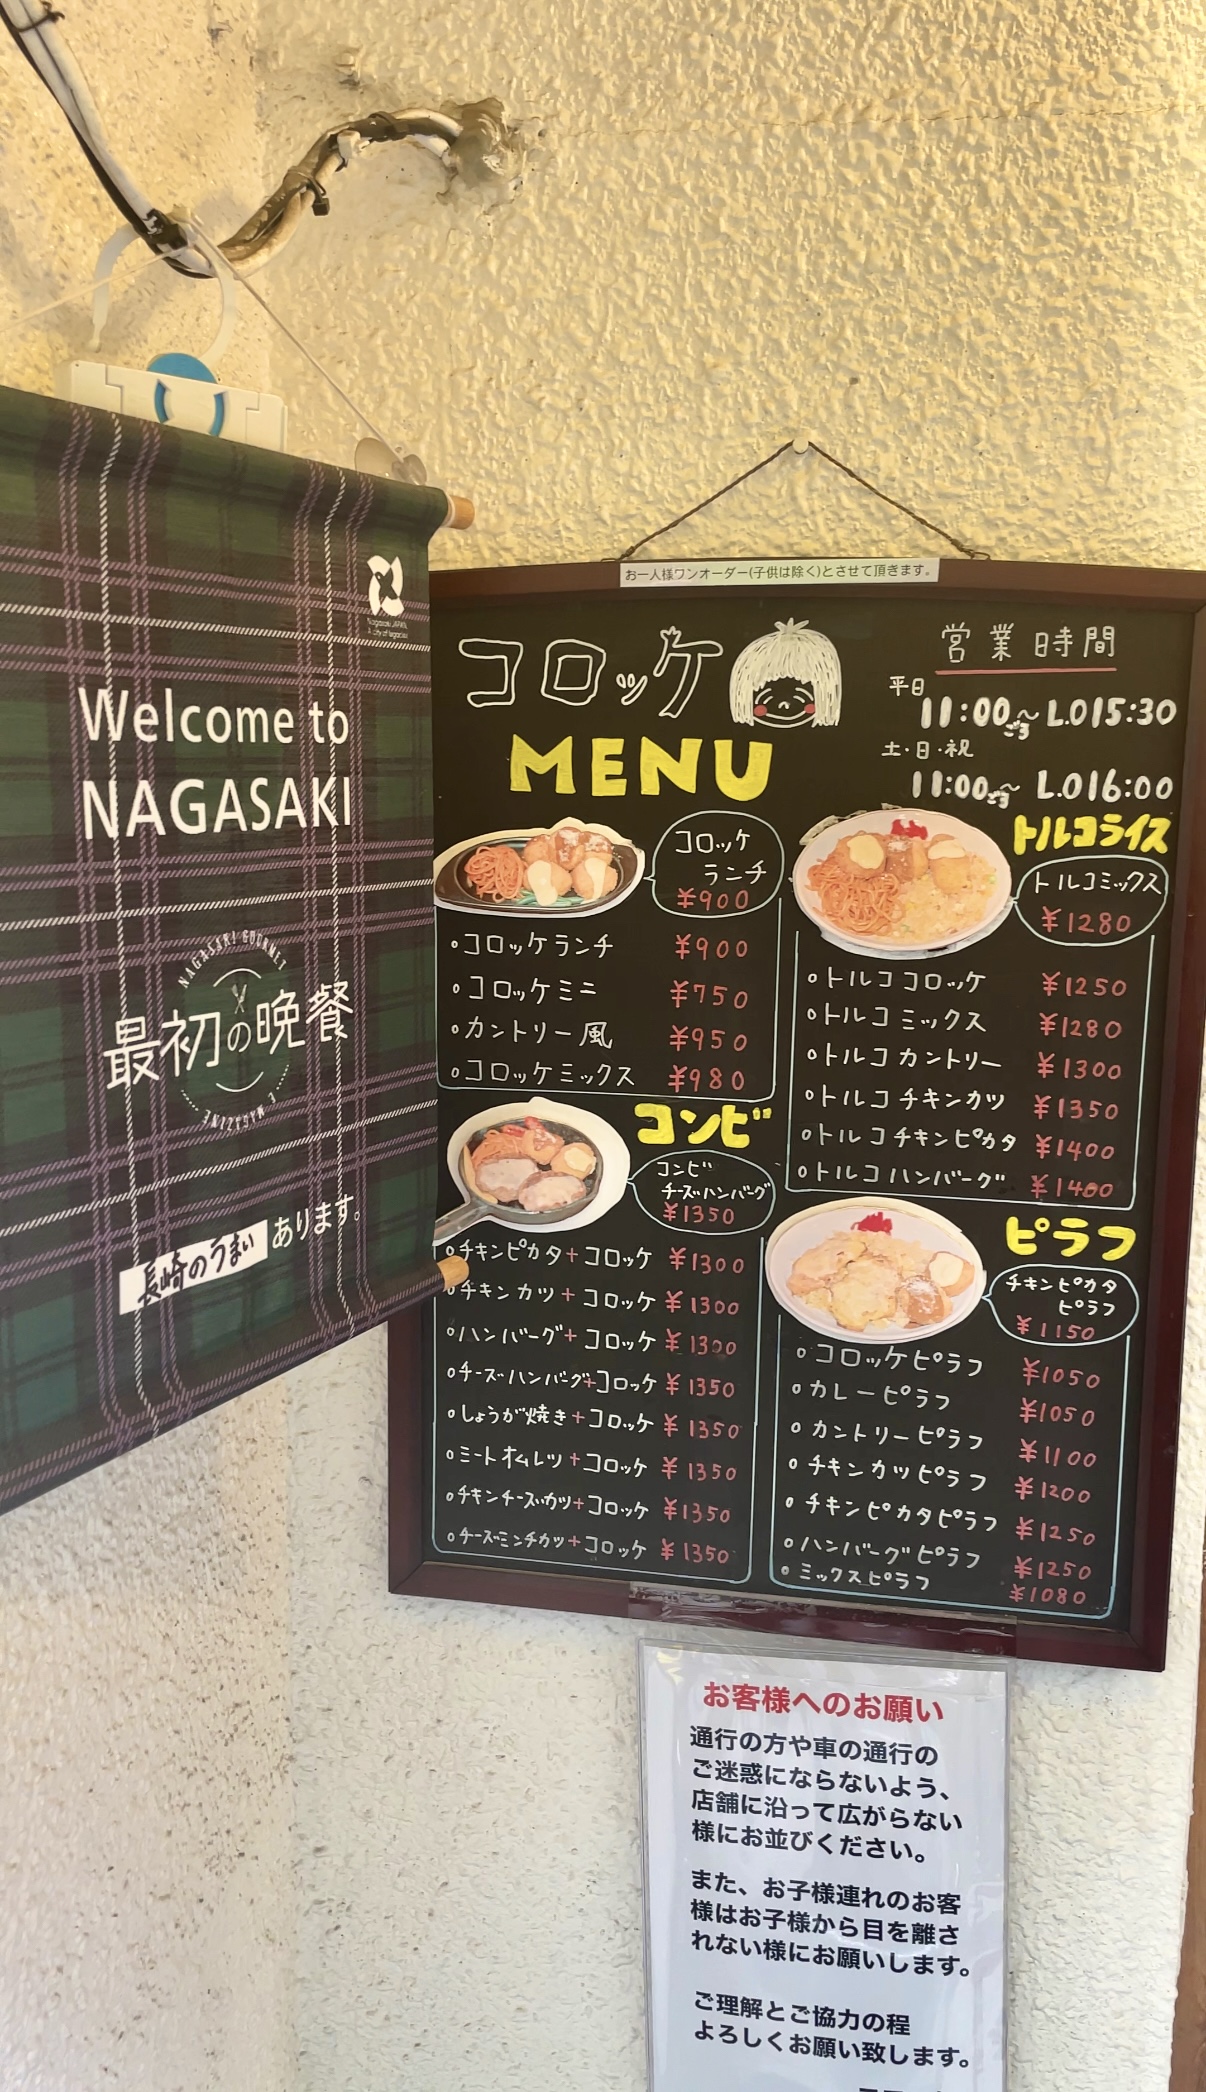 Nagasaki JAPAN
A city of legacies
Welcome to
NAGASAKI
NAGASAKI GOURMET
最初の晩餐
E MAGAZINE
長崎のうまい
あります。
お一人様ワンオーダー(子供は除く)とさせて頂きます。
コロッケ
MENU
営業時間
平日
11:00ごろ~L.O15:30
土・日・祝
11:00ごろ~ L.O16:00
コロッケ
ランチ
¥900
・コロッケランチ ¥900
・コロッケミニ ¥750
・カントリー風 ¥950
・コロッケミックス ¥980
コンビ
コンビ
チーズハンバーグ
¥1350
・チキンピカタ+コロッケ ¥1300
・チキンカツ+コロッケ ¥1300
・ハンバーグ+コロッケ ¥1300
・チーズハンバーグ+コロッケ ¥1350
・しょうが焼き+コロッケ ¥1350
・ミートオムレツ+コロッケ ¥1350
・チキンチーズカツ+コロッケ ¥1350
・チーズミンチカツ+コロッケ ¥1350
トルコライス
トルコミックス
¥1280
・トルココロッケ ¥1250
・トルコミックス ¥1280
・トルコカントリー ¥1300
・トルコチキンカツ ¥1350
・トルコチキンピカタ ¥1400
・トルコハンバーグ ¥1400
ピラフ
チキンピカタ
ピラフ
¥1150
・コロッケピラフ ¥1050
・カレーピラフ ¥1050
・カントリーピラフ ¥1100
・チキンカツピラフ ¥1200
・チキンピカタピラフ ¥1250
・ハンバーグピラフ ¥1250
・ミックスピラフ ¥1080
お客様へのお願い
通行の方や車の通行の
ご迷惑にならないよう、
店舗に沿って広がらない
様にお並びください。
また、お子様連れのお客
様はお子様から目を離さ
れない様にお願いします。
ご理解とご協力の程
よろしくお願い致します。